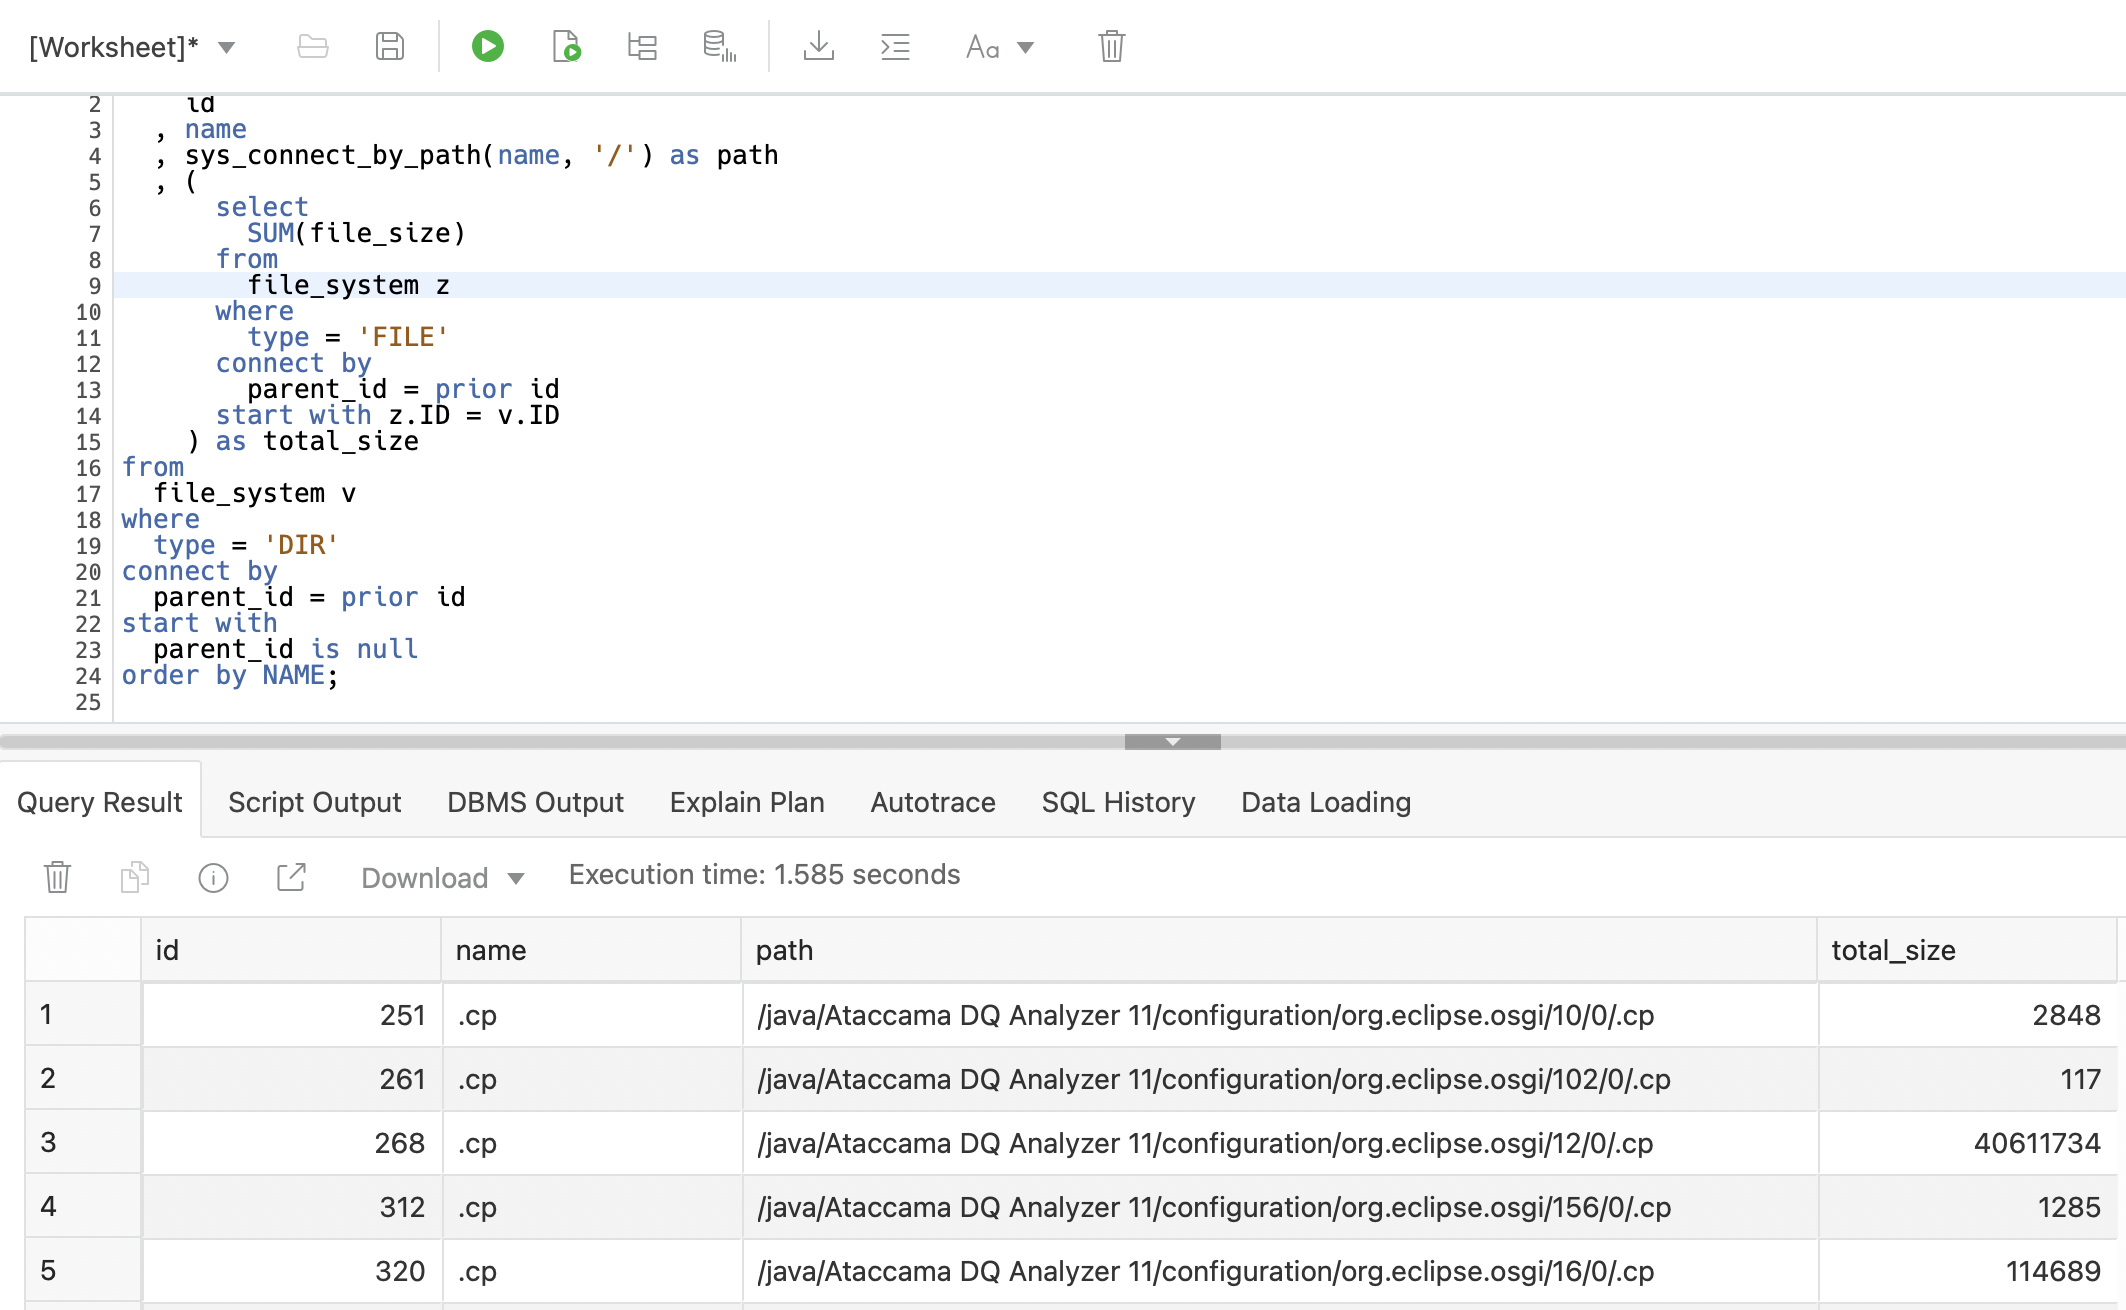 [Worksheet]*
Aa
2 id
3 , name
4 , sys_connect_by_path(name, '/') as path
5 , (
6 select
7 SUM(file_size)
8 from
9 file_system z
10 where
11 type = 'FILE'
12 connect by
13 parent_id = prior id
14 start with z.ID = v.ID
15 ) as total_size
16 from
17 file_system v
18 where
19 type = 'DIR'
20 connect by
21 parent_id = prior id
22 start with
23 parent_id is null
24 order by NAME;
25
Query Result Script Output DBMS Output Explain Plan Autotrace SQL History Data Loading
Download Execution time: 1.585 seconds
id name path total_size
1 251 .cp /java/Ataccama DQ Analyzer 11/configuration/org.eclipse.osgi/10/0/.cp 2848
2 261 .cp /java/Ataccama DQ Analyzer 11/configuration/org.eclipse.osgi/102/0/.cp 117
3 268 .cp /java/Ataccama DQ Analyzer 11/configuration/org.eclipse.osgi/12/0/.cp 40611734
4 312 .cp /java/Ataccama DQ Analyzer 11/configuration/org.eclipse.osgi/156/0/.cp 1285
5 320 .cp /java/Ataccama DQ Analyzer 11/configuration/org.eclipse.osgi/16/0/.cp 114689